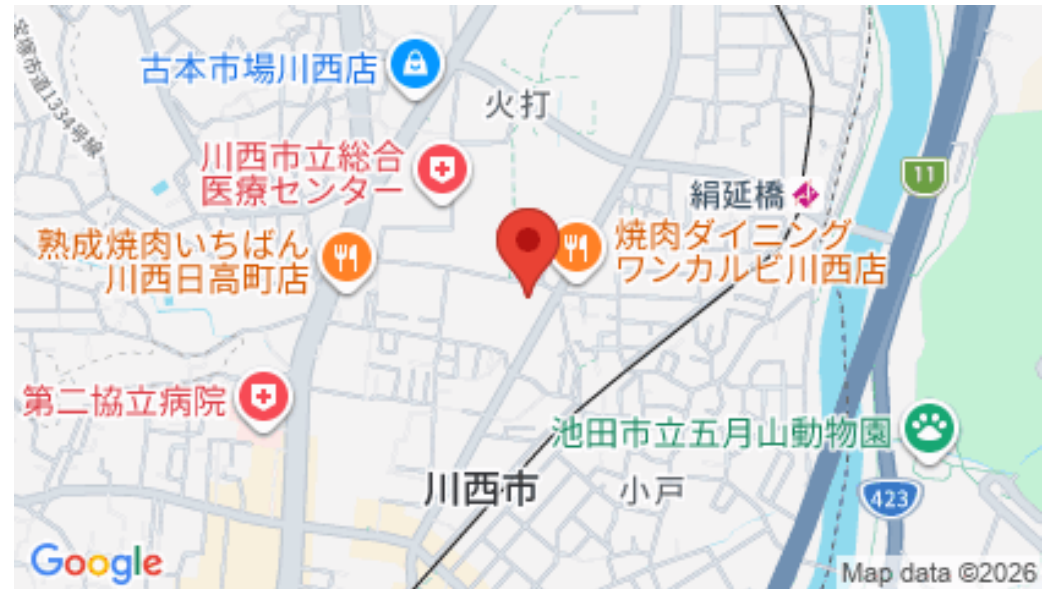 宝塚市道1334号線
古本市場川西店
火打
川西市立総合
医療センター
絹延橋
11
熟成焼肉いちばん
川西日高町店
焼肉ダイニング
ワンカルビ川西店
第二協立病院
池田市立五月山動物園
川西市
小戸
423
Google
Map data ©2026